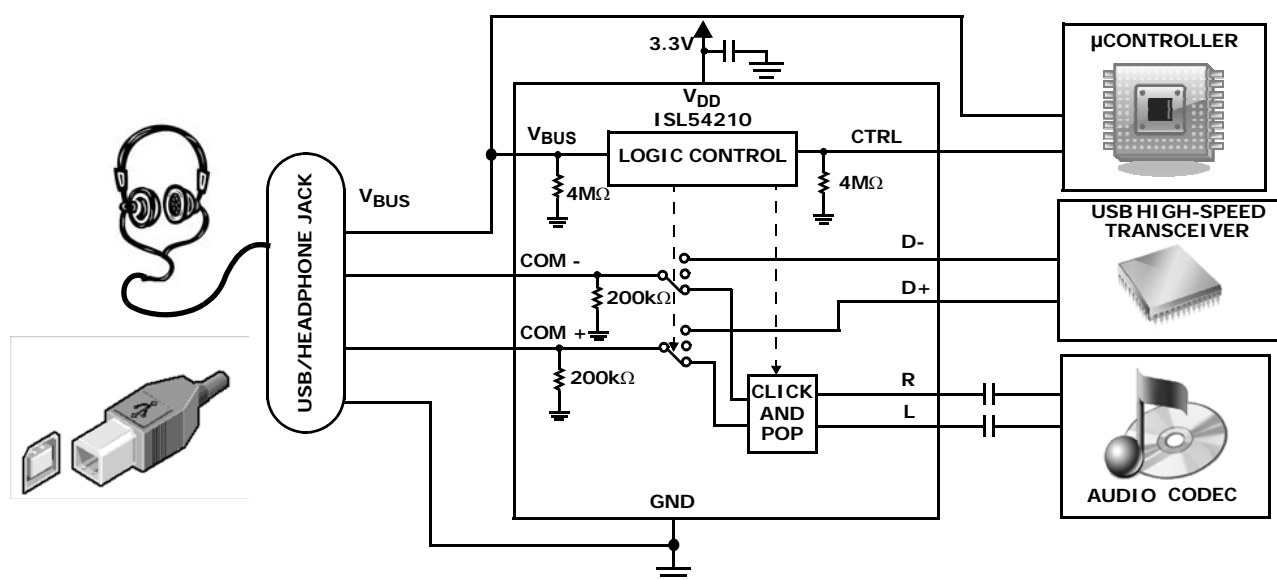 3.3V
µCONTROLLER
VDD
ISL54210
VBUS
LOGIC CONTROL
CTRL
4MΩ
4MΩ
VBUS
USB/HEADPHONE JACK
USB HIGH-SPEED
TRANSCEIVER
D-
COM -
200kΩ
D+
COM +
200kΩ
CLICK
AND
POP
R
L
AUDIO CODEC
GND